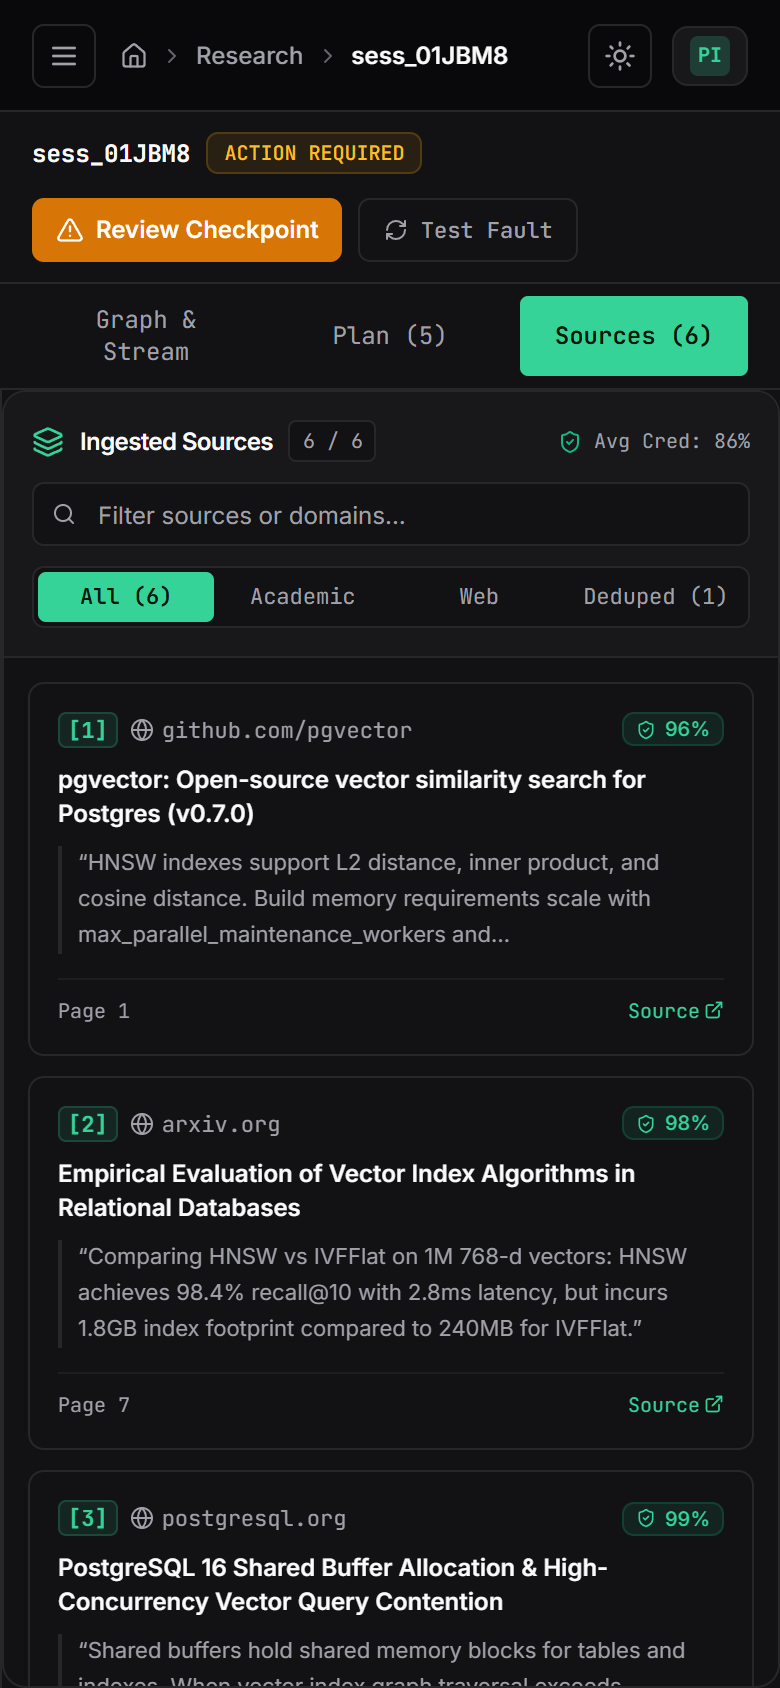 Research
sess_01JBM8
PI
sess_01JBM8
ACTION REQUIRED
Review Checkpoint
Test Fault
Graph &
Stream
Plan (5)
Sources (6)
Ingested Sources
6 / 6
Avg Cred: 86%
Filter sources or domains...
All (6)
Academic
Web
Deduped (1)
[1]
github.com/pgvector
96%
pgvector: Open-source vector similarity search for
Postgres (v0.7.0)
“HNSW indexes support L2 distance, inner product, and
cosine distance. Build memory requirements scale with
max_parallel_maintenance_workers and...
Page 1
Source
[2]
arxiv.org
98%
Empirical Evaluation of Vector Index Algorithms in
Relational Databases
“Comparing HNSW vs IVFFlat on 1M 768-d vectors: HNSW
achieves 98.4% recall@10 with 2.8ms latency, but incurs
1.8GB index footprint compared to 240MB for IVFFlat.”
Page 7
Source
[3]
postgresql.org
99%
PostgreSQL 16 Shared Buffer Allocation & High-
Concurrency Vector Query Contention
“Shared buffers hold shared memory blocks for tables and
indexes. When vector index graph traversal exceeds